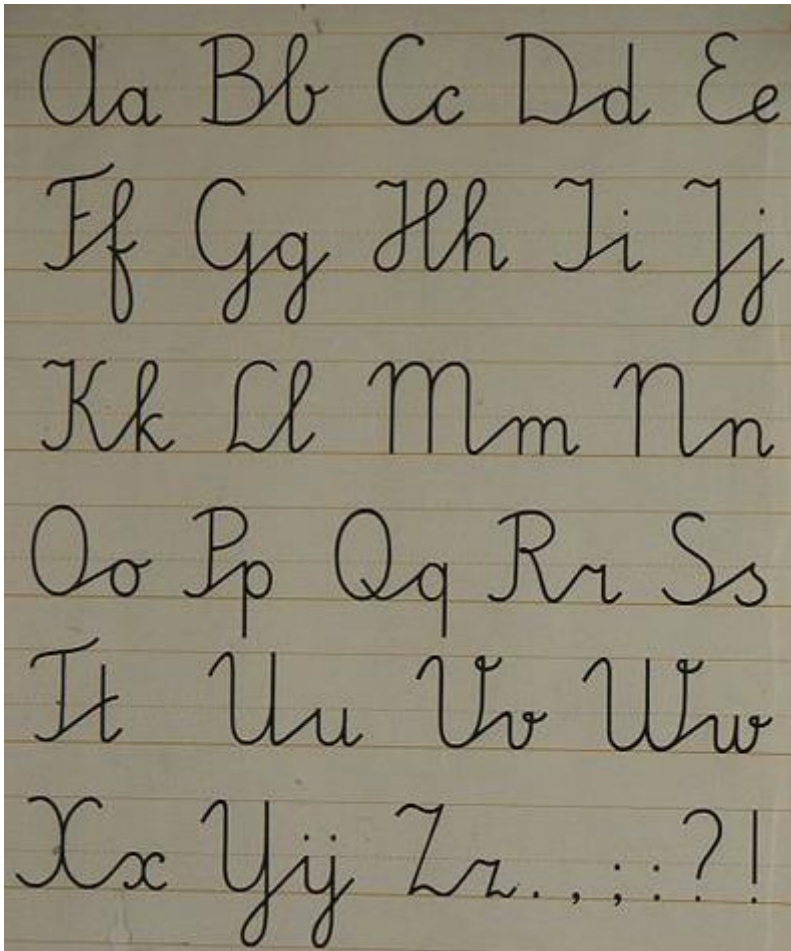 Aa Bb Cc Dd Ee
Ff Gg Hh Ii Jj
Kk Ll Mm Nn
Oo Pp Qq Rr Ss
Tt Uu Vv Ww
Xx Yÿ Zz . , ; : ? !